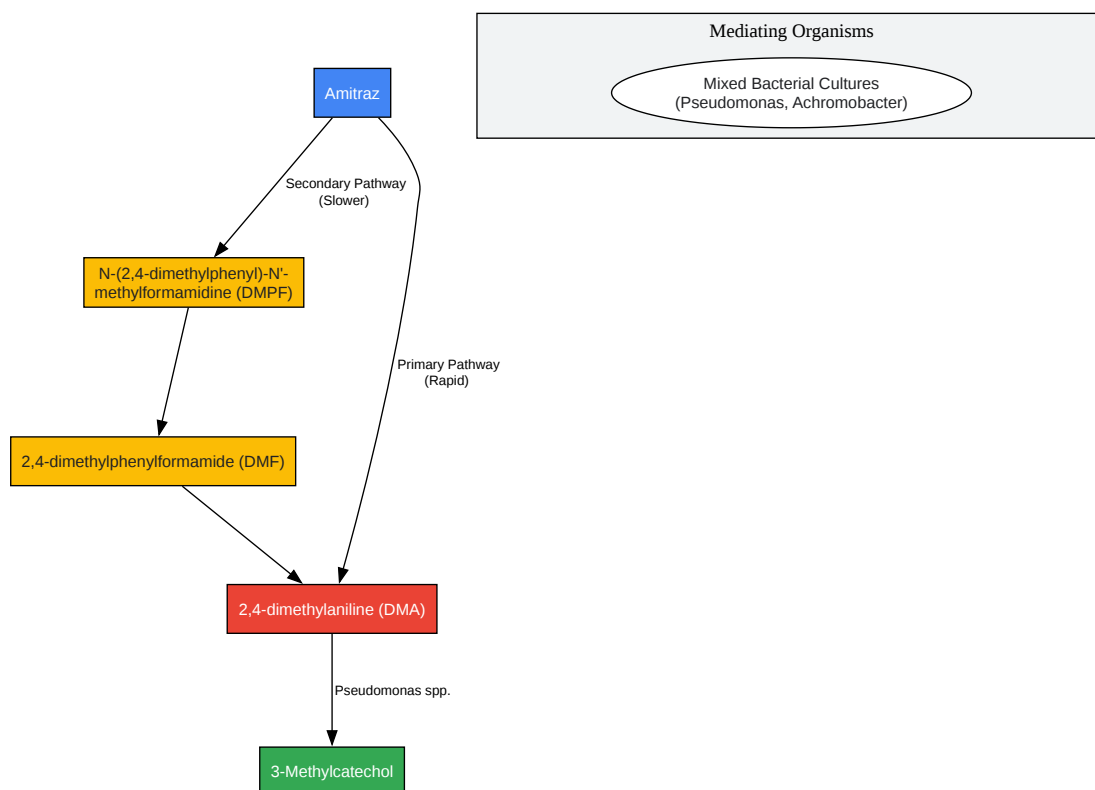 Mediating Organisms
Mixed Bacterial Cultures
(Pseudomonas, Achromobacter)
Amitraz
Secondary Pathway
(Slower)
N-(2,4-dimethylphenyl)-N'-
methylformamidine (DMPF)
Primary Pathway
(Rapid)
2,4-dimethylphenylformamide (DMF)
2,4-dimethylaniline (DMA)
Pseudomonas spp.
3-Methylcatechol